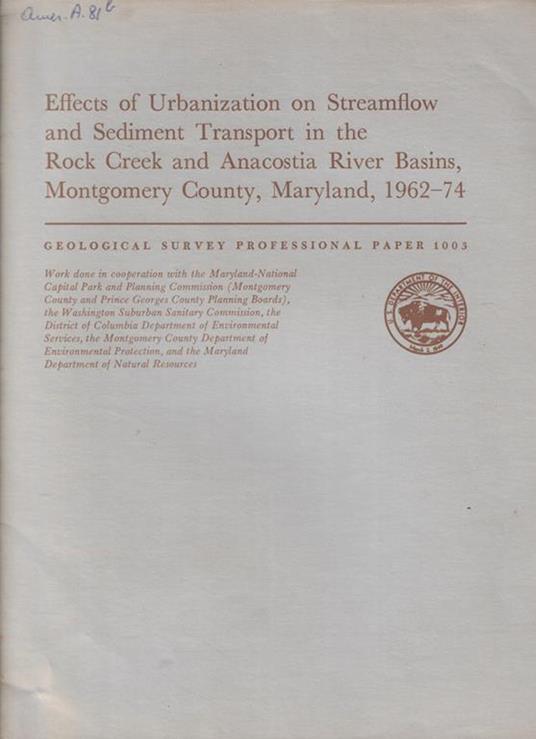 Amer. A. 81 b
Effects of Urbanization on Streamflow
and Sediment Transport in the
Rock Creek and Anacostia River Basins,
Montgomery County, Maryland, 1962–74
GEOLOGICAL SURVEY PROFESSIONAL PAPER 1003
Work done in cooperation with the Maryland-National
Capital Park and Planning Commission (Montgomery
County and Prince Georges County Planning Boards),
the Washington Suburban Sanitary Commission, the
District of Columbia Department of Environmental
Services, the Montgomery County Department of
Environmental Protection, and the Maryland
Department of Natural Resources
U.S. DEPARTMENT OF THE INTERIOR
March 3, 1849